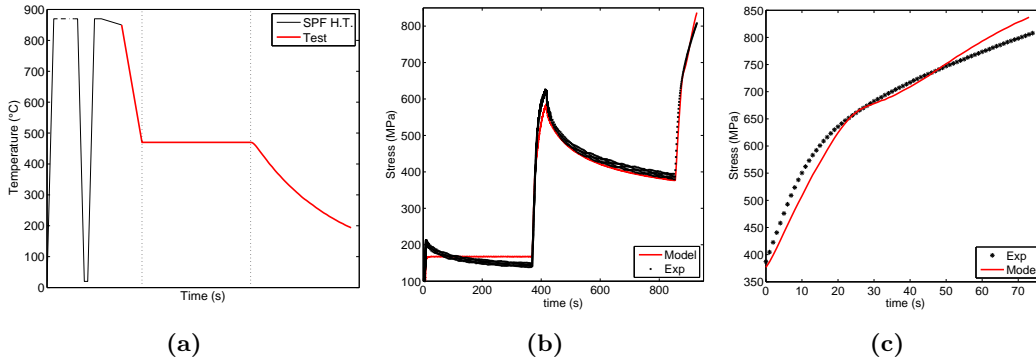 900
800
700
600
500
400
300
200
100
0
Temperature (°C)
Time (s)
SPF H.T.
Test
(a)
900
800
700
600
500
400
300
200
100
Stress (MPa)
0 200 400 600 800
time (s)
Model
Exp
(b)
850
800
750
700
650
600
550
500
450
400
350
Stress (MPa)
0 10 20 30 40 50 60 70
time (s)
Exp
Model
(c)